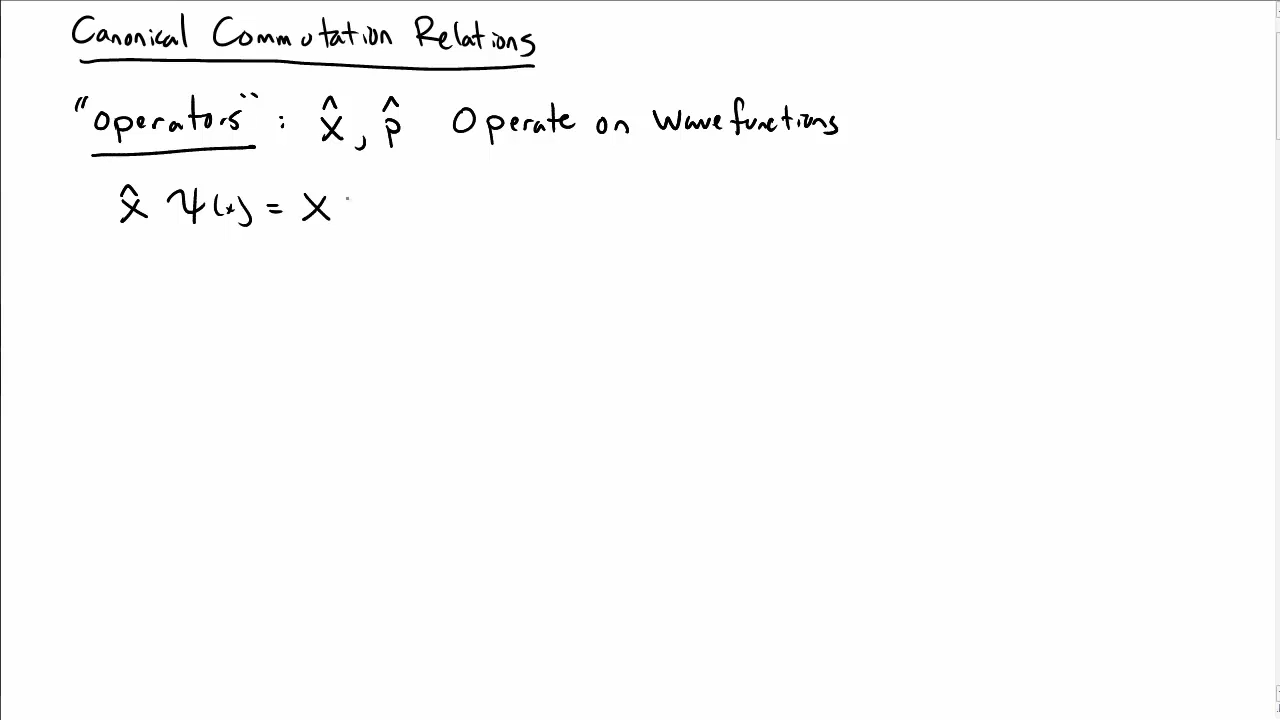 Canonical Commutation Relations
"operators" : x̂, p̂ Operate on wavefunctions
x̂ Ψ(x) = X